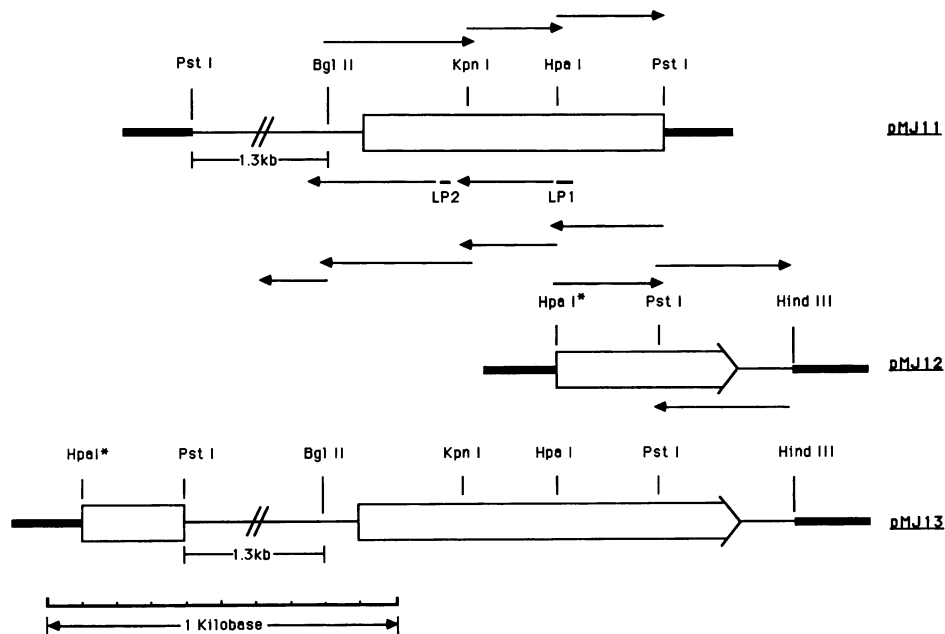 Pst I Bgl II Kpn I Hpa I Pst I
pMJ11
1.3kb
LP2 LP1
Hpa I* Pst I Hind III
pMJ12
HpaI* Pst I Bgl II Kpn I Hpa I Pst I Hind III
pMJ13
1.3kb
1 Kilobase